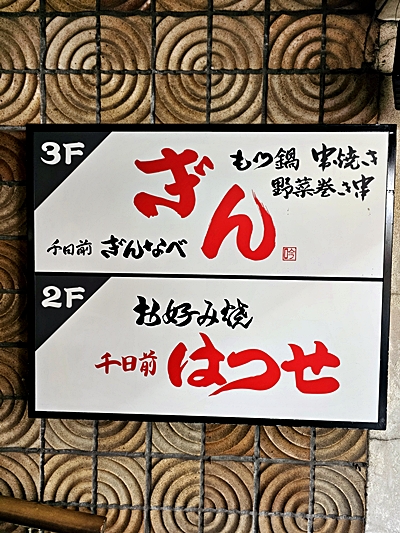 3F
もつ鍋 串焼き
野菜巻き串
ぎん
千日前 ぎんなべ
吟
2F
お好み焼
千日前 はつせ